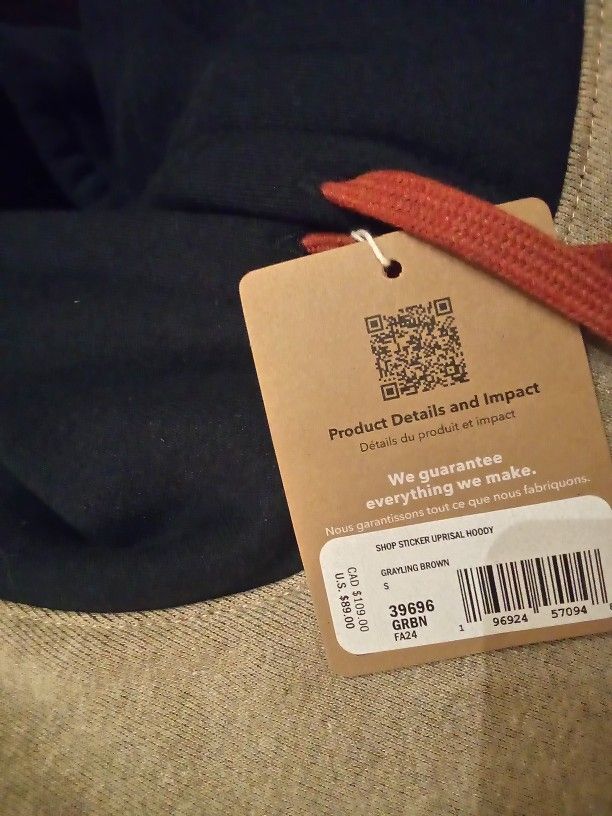 Product Details and Impact
Détails du produit et impact
We guarantee
everything we make.
Nous garantissons tout ce que nous fabriquons.
SHOP STICKER UPRISAL HOODY
GRAYLING BROWN
S
39696
GRBN
FA24
CAD $109.00
U.S. $89.00
1 96924 57094